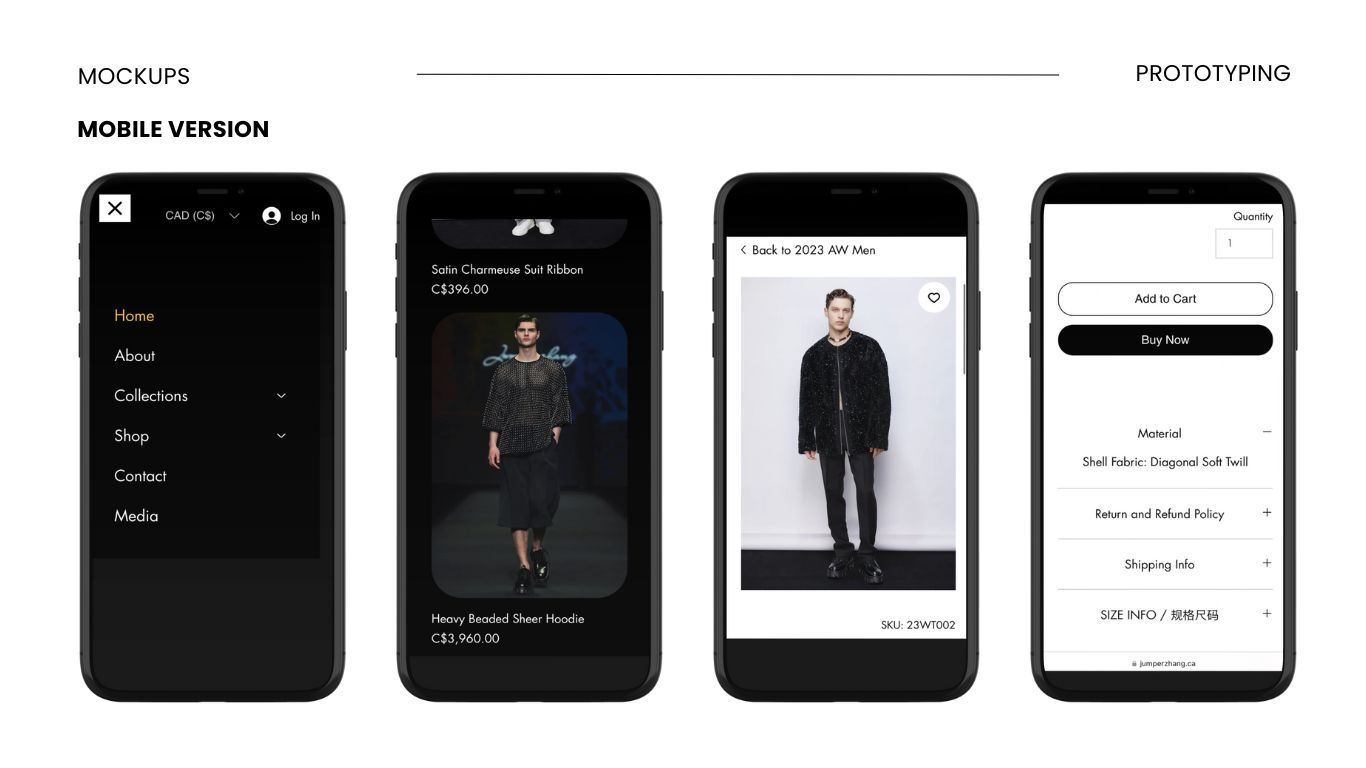 MOCKUPS
PROTOTYPING
MOBILE VERSION
CAD (C$)
Log In
Home
About
Collections
Shop
Contact
Media
Satin Charmeuse Suit Ribbon
C$396.00
Heavy Beaded Sheer Hoodie
C$3,960.00
Back to 2023 AW Men
SKU: 23WT002
Quantity
1
Add to Cart
Buy Now
Material
Shell Fabric: Diagonal Soft Twill
Return and Refund Policy
Shipping Info
SIZE INFO / 规格尺码
jumperzhang.ca